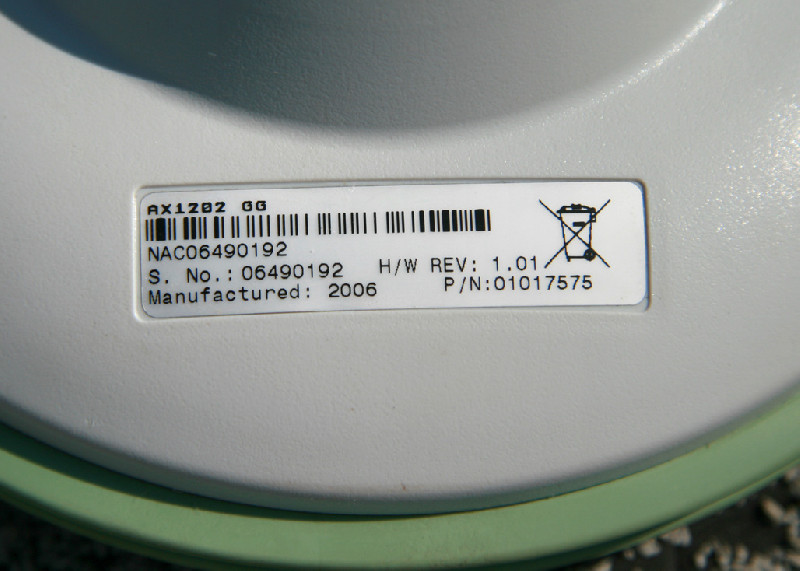 AX1202 GG
NAC06490192
S. No.: 06490192 H/W REV: 1.01
Manufactured: 2006 P/N:01017575